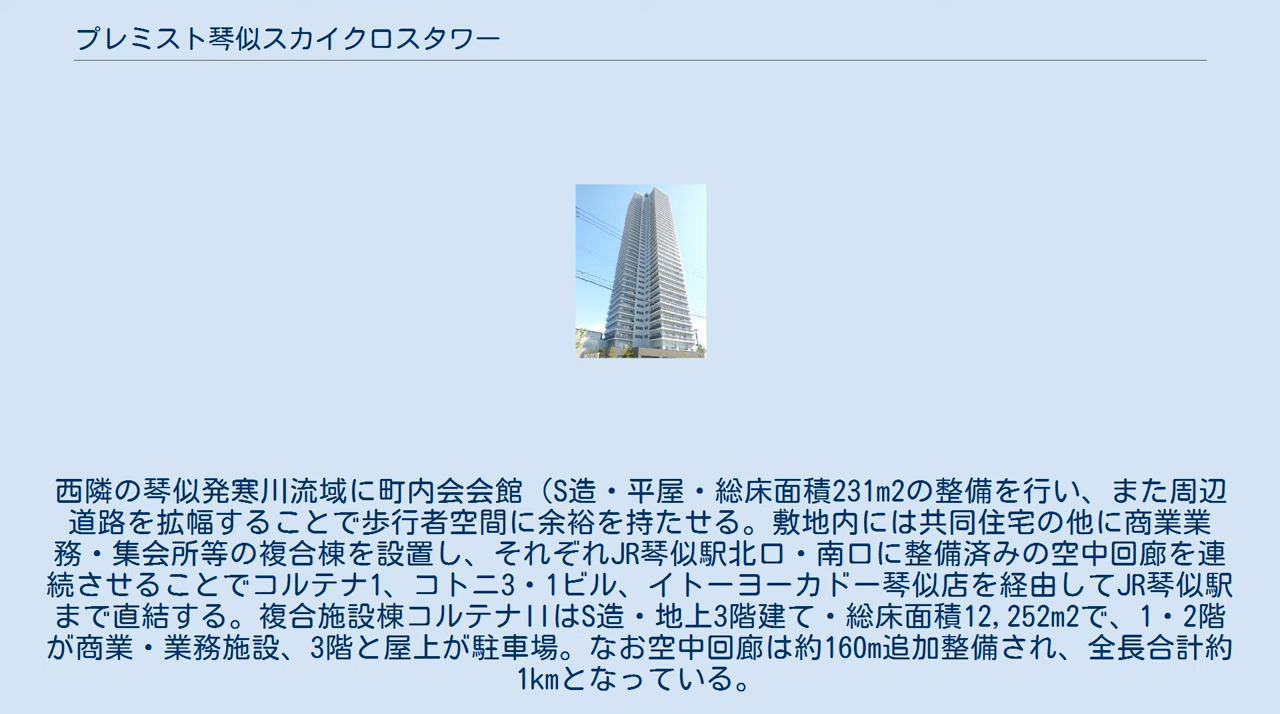 プレミスト琴似スカイクロスタワー
西隣の琴似発寒川流域に町内会会館（S造・平屋・総床面積231m2の整備を行い、また周辺
道路を拡幅することで歩行者空間に余裕を持たせる。敷地内には共同住宅の他に商業業
務・集会所等の複合棟を設置し、それぞれJR琴似駅北口・南口に整備済みの空中回廊を連
続させることでコルテナ1、コトニ3・1ビル、イトーヨーカドー琴似店を経由してJR琴似駅
まで直結する。複合施設棟コルテナIIはS造・地上3階建て・総床面積12,252m2で、1・2階
が商業・業務施設、3階と屋上が駐車場。なお空中回廊は約160m追加整備され、全長合計約
1kmとなっている。